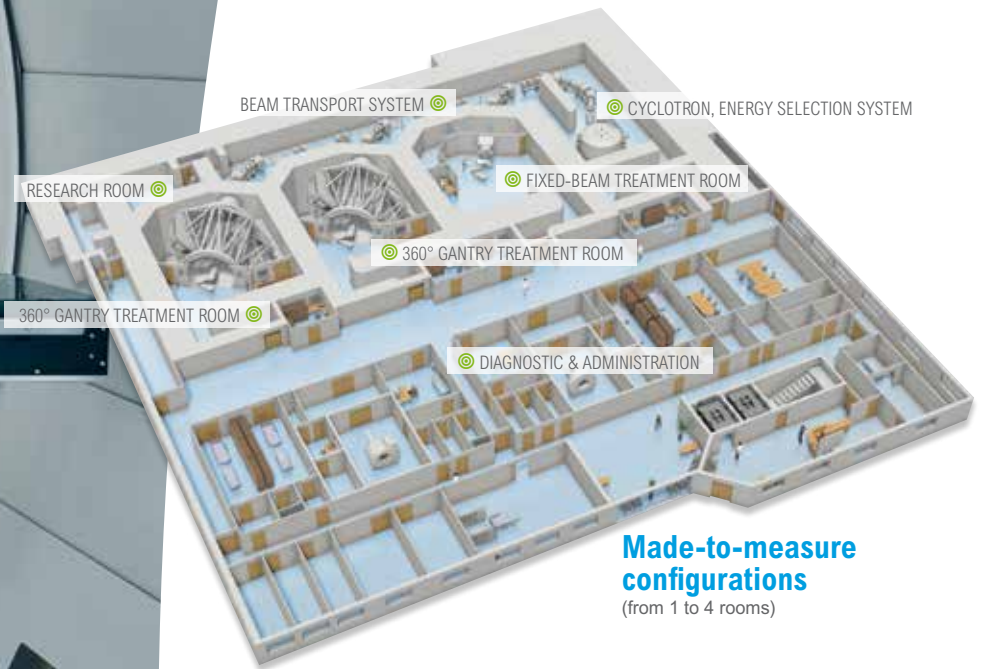 BEAM TRANSPORT SYSTEM
CYCLOTRON, ENERGY SELECTION SYSTEM
RESEARCH ROOM
FIXED-BEAM TREATMENT ROOM
360° GANTRY TREATMENT ROOM
360° GANTRY TREATMENT ROOM
DIAGNOSTIC & ADMINISTRATION
Made-to-measure
configurations
(from 1 to 4 rooms)